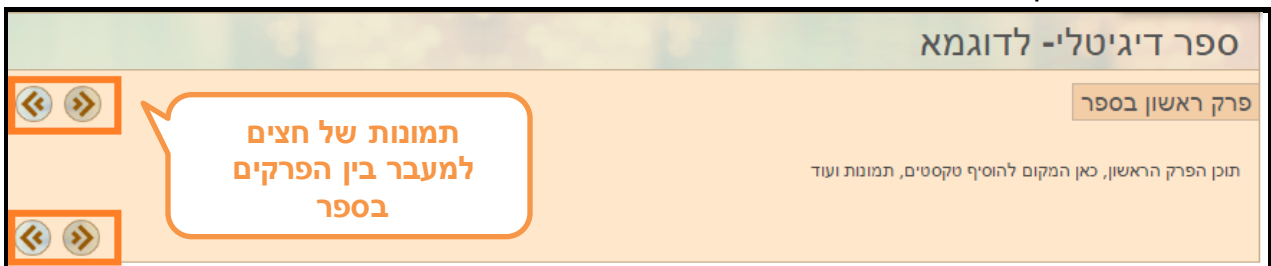 ספר דיגיטלי- לדוגמא
פרק ראשון בספר
תמונות של חצים
למעבר בין הפרקים
בספר
תוכן הפרק הראשון, כאן המקום להוסיף טקסטים, תמונות ועוד